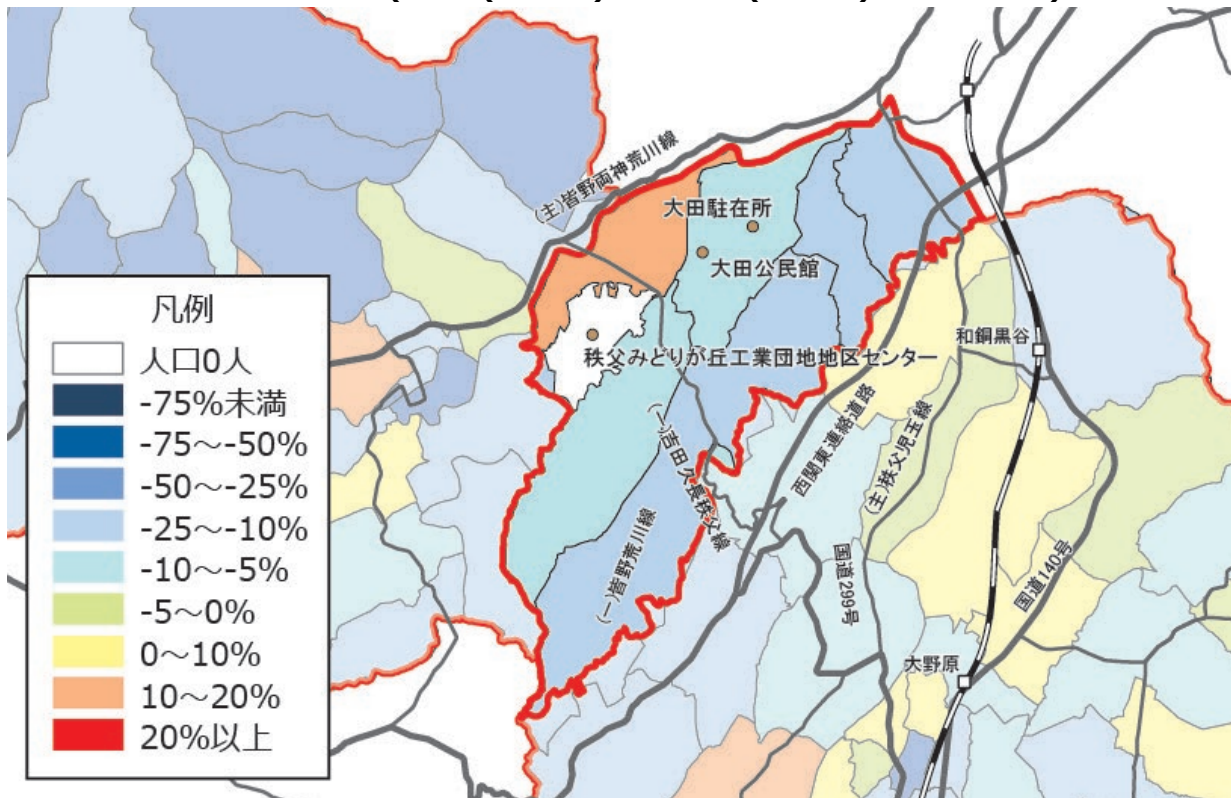 (主)皆野両神荒川線
大田駐在所
大田公民館
秩父みどりが丘工業団地地区センター
和銅黒谷
西関東連絡道路
(主)秩父児玉線
(一)吉田久長秩父線
(一)皆野荒川線
国道299号
国道140号
大野原
凡例
人口0人
-75%未満
-75～-50%
-50～-25%
-25～-10%
-10～-5%
-5～0%
0～10%
10～20%
20%以上